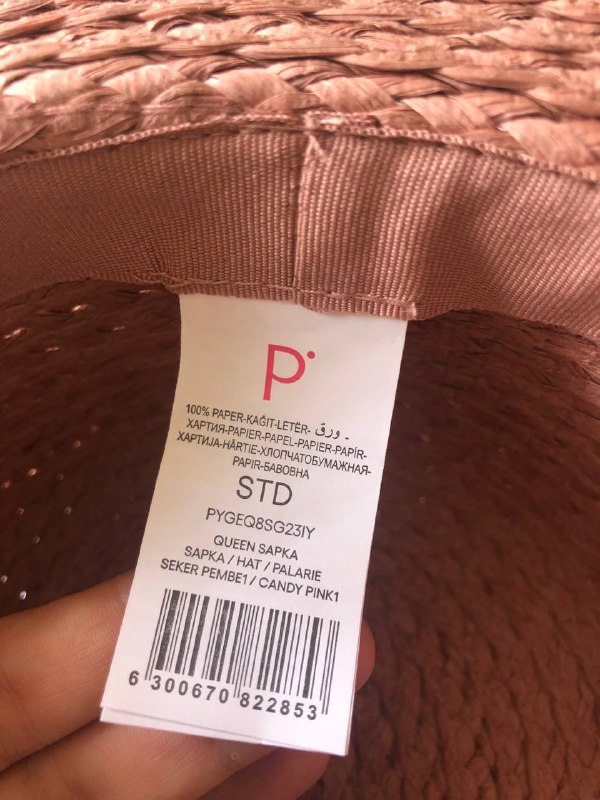 P
100% PAPER-KAĞIT-LETËR- ورق -
ХАРТИЯ-PAPIER-PAPEL-PAPIER-PAPÍR-
ХАРТИЈА-HÂRTIE-ХЛОПЧАТОБУМАЖНАЯ-
PAPIR-БАВОВНА
STD
PYGEQ8SG23IY
QUEEN SAPKA
SAPKA / HAT / PALARIE
SEKER PEMBE1 / CANDY PINK1
6 300670 822853